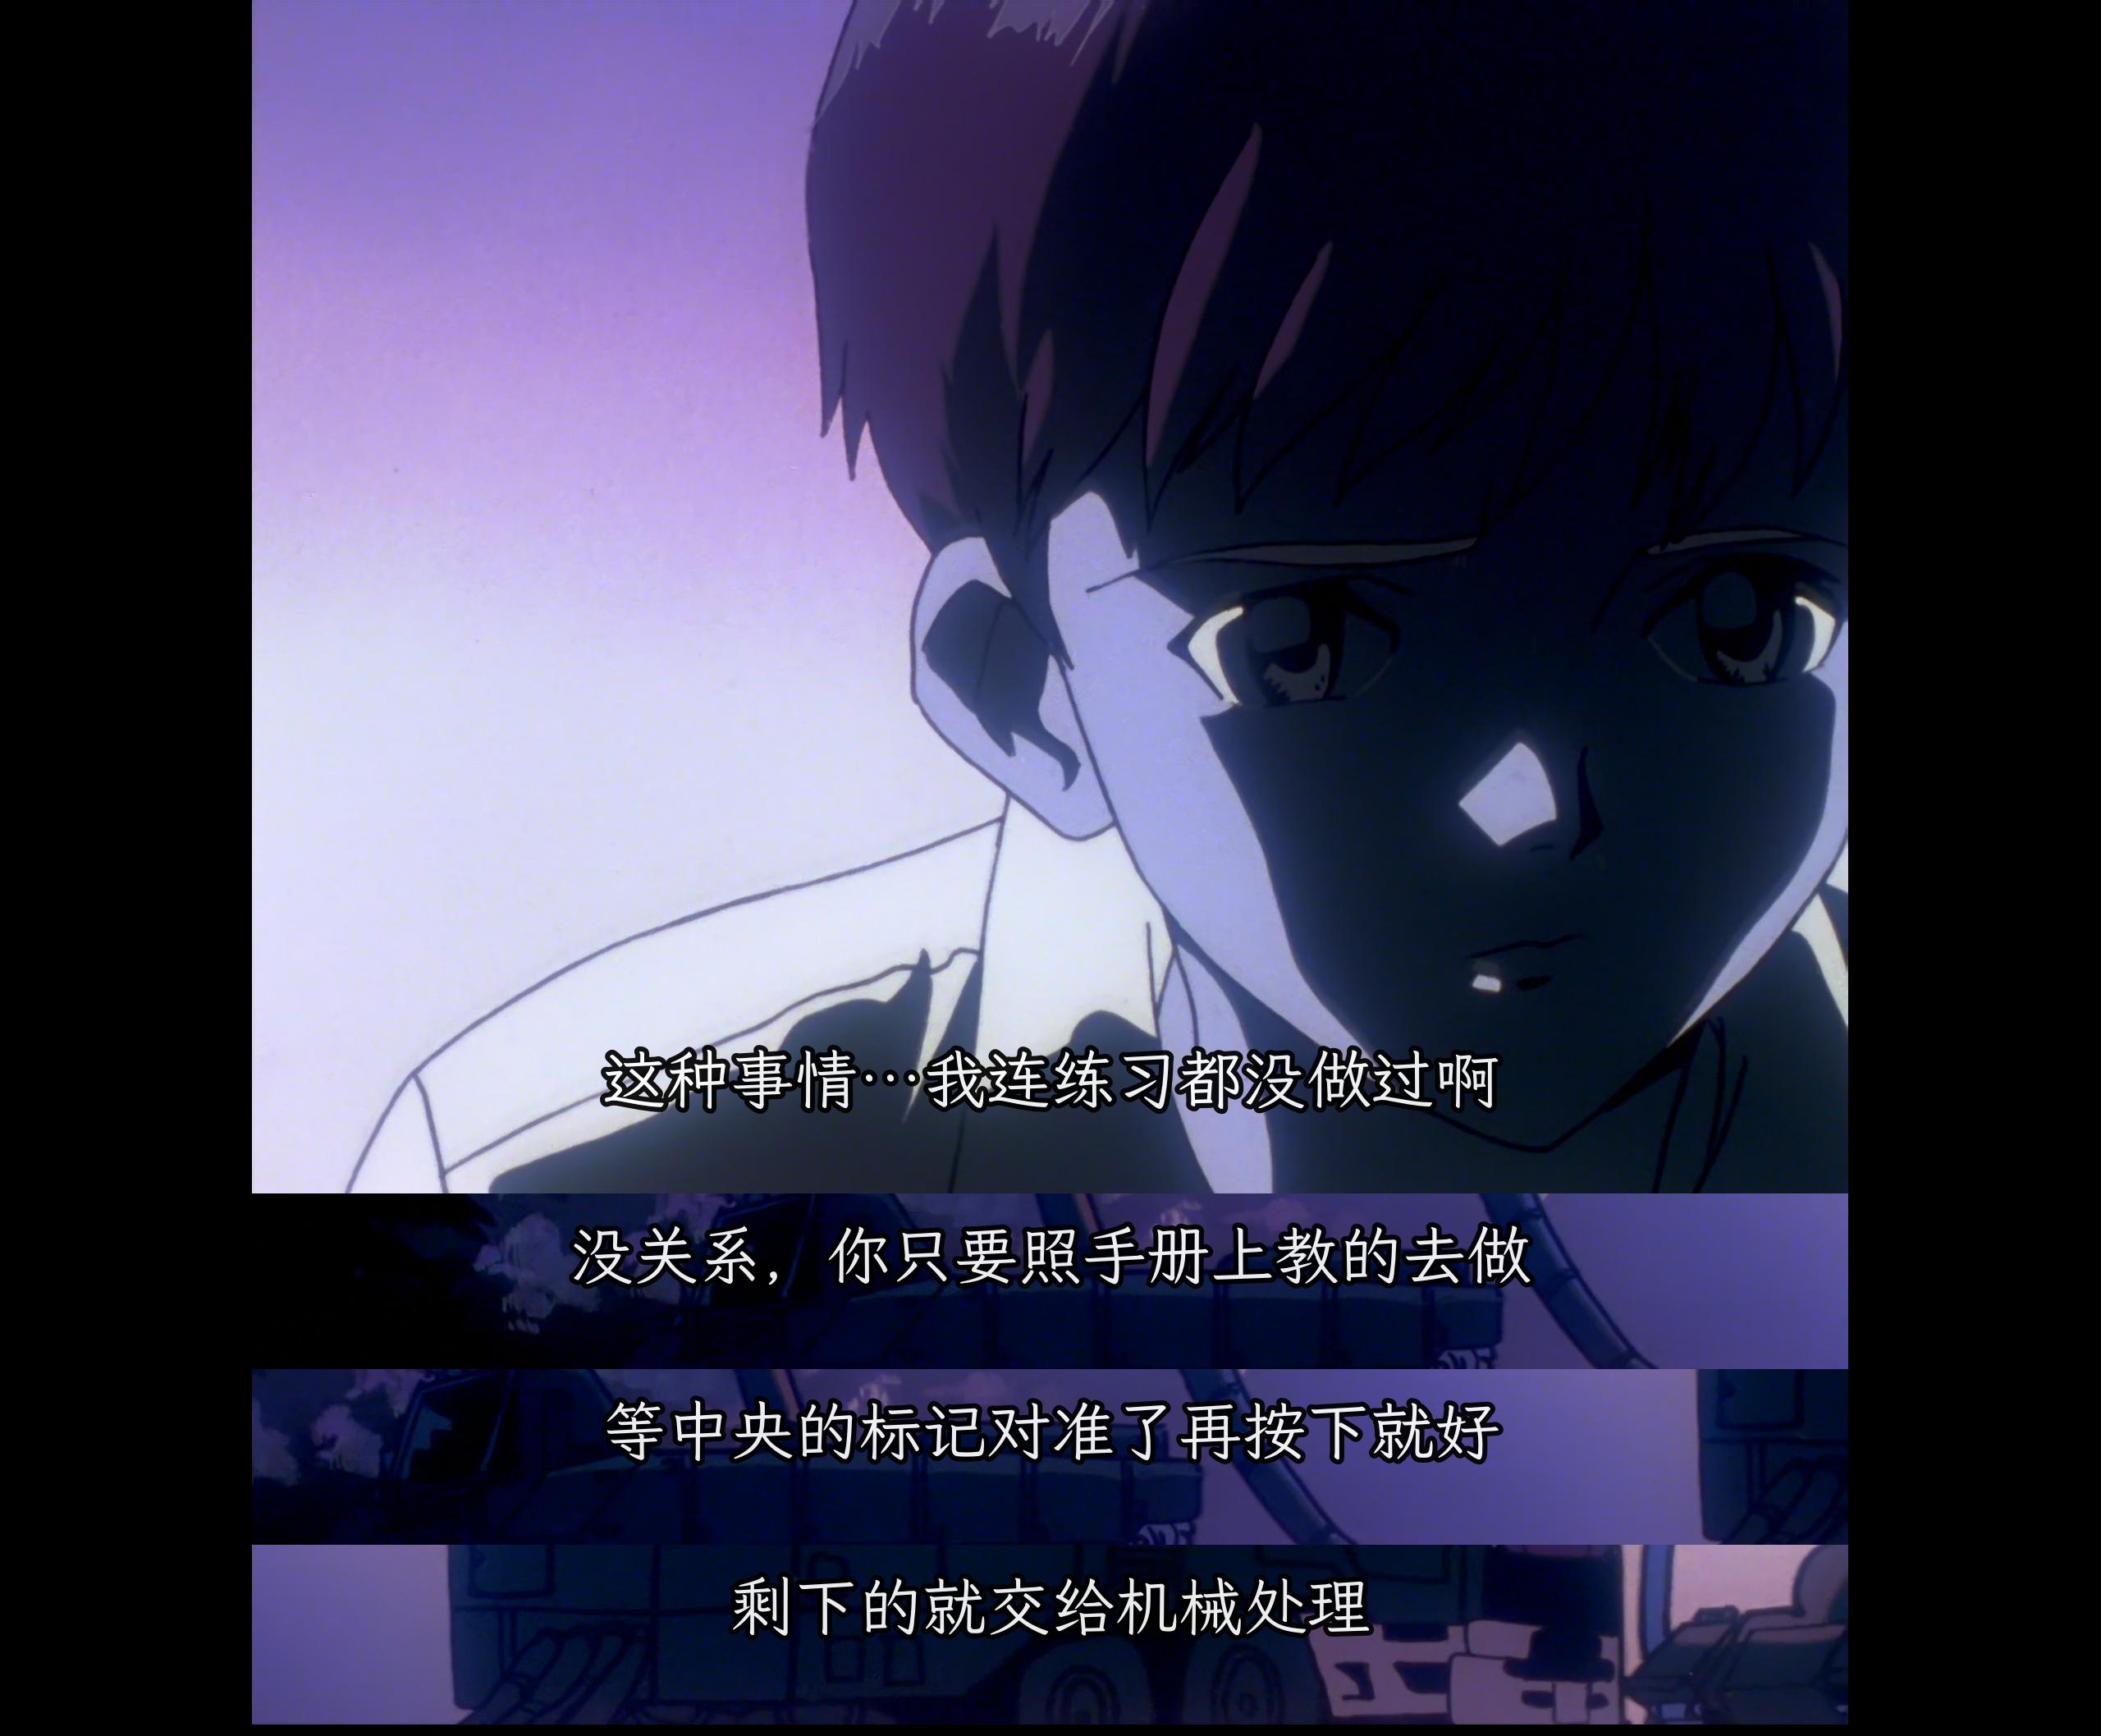 这种事情…我连练习都没做过啊
没关系，你只要照手册上教的去做
等中央的标记对准了再按下就好
剩下的就交给机械处理